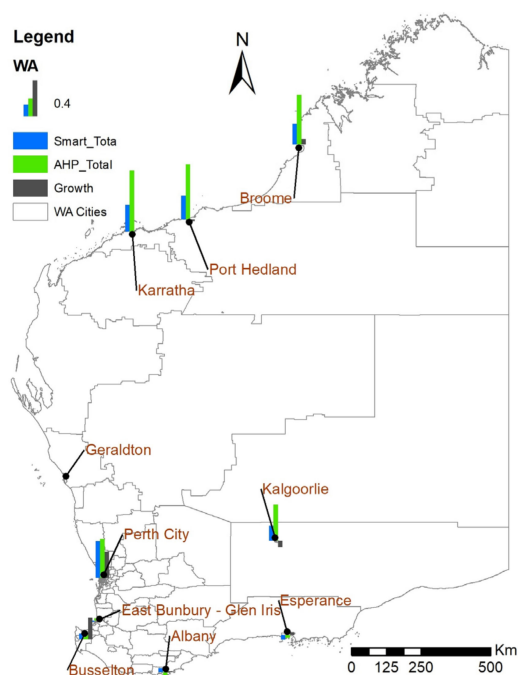 Legend
WA
0.4
Smart_Tota
AHP_Total
Growth
WA Cities
N
Broome
Port Hedland
Karratha
Geraldton
Kalgoorlie
Perth City
East Bunbury - Glen Iris
Esperance
Albany
Busselton
Km
0 125 250 500